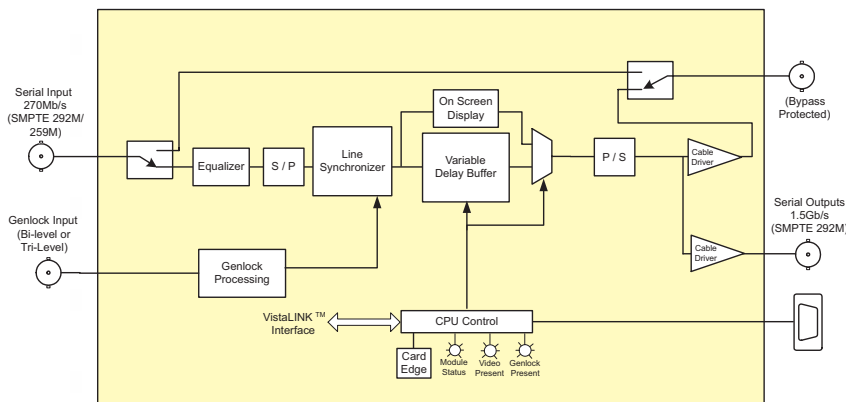 Serial Input
270Mb/s
(SMPTE 292M/
259M)
Genlock Input
(Bi-level or
Tri-Level)
Equalizer
S / P
Line
Synchronizer
On Screen
Display
Variable
Delay Buffer
P / S
Cable
Driver
Cable
Driver
(Bypass
Protected)
Serial Outputs
1.5Gb/s
(SMPTE 292M)
Genlock
Processing
VistaLINK ™
Interface
CPU Control
Card
Edge
Module
Status
Video
Present
Genlock
Present